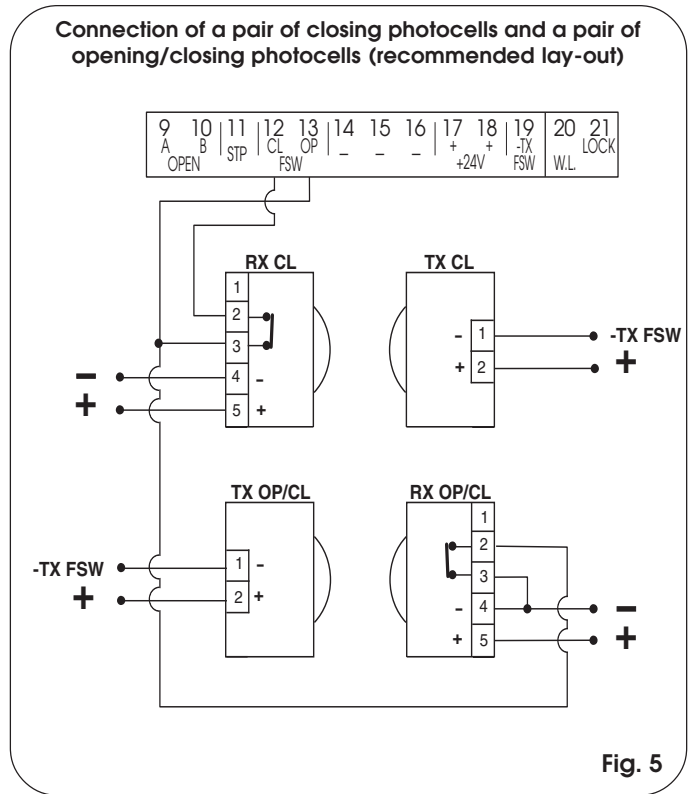 Connection of a pair of closing photocells and a pair of
opening/closing photocells (recommended lay-out)
9 10 11 12 13 14 15 16 17 18 19 20 21
A B STP CL OP _ _ _ + + -TX LOCK
OPEN FSW +24V FSW W.L.
RX CL TX CL
1
2
3
4 -
5 +
-
+
- 1
+ 2
-TX FSW
+
TX OP/CL RX OP/CL
1 -
2 +
-TX FSW
+
1
2
3
- 4
+ 5
-
+
Fig. 5